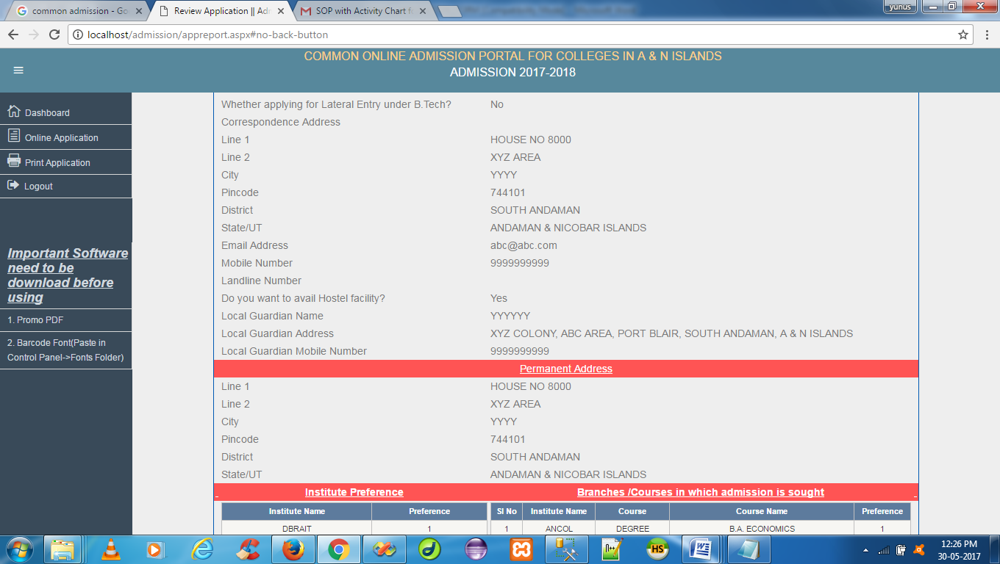 common admission - Go
Review Application || Adm
SOP with Activity Chart f
yunus
localhost/admission/appreport.aspx#no-back-button
COMMON ONLINE ADMISSION PORTAL FOR COLLEGES IN A & N ISLANDS
ADMISSION 2017-2018
Dashboard
Online Application
Print Application
Logout
Important Software
need to be
download before
using
1. Promo PDF
2. Barcode Font(Paste in
Control Panel->Fonts Folder)
Whether applying for Lateral Entry under B.Tech? No
Correspondence Address
Line 1 HOUSE NO 8000
Line 2 XYZ AREA
City YYYY
Pincode 744101
District SOUTH ANDAMAN
State/UT ANDAMAN & NICOBAR ISLANDS
Email Address abc@abc.com
Mobile Number 9999999999
Landline Number
Do you want to avail Hostel facility? Yes
Local Guardian Name YYYYYY
Local Guardian Address XYZ COLONY, ABC AREA, PORT BLAIR, SOUTH ANDAMAN, A & N ISLANDS
Local Guardian Mobile Number 9999999999
Permanent Address
Line 1 HOUSE NO 8000
Line 2 XYZ AREA
City YYYY
Pincode 744101
District SOUTH ANDAMAN
State/UT ANDAMAN & NICOBAR ISLANDS
Institute Preference Branches /Courses in which admission is sought
Institute Name Preference Sl No Institute Name Course Course Name Preference
DBRAIT 1 1 ANCOL DEGREE B.A. ECONOMICS 1
HS
12:26 PM
30-05-2017